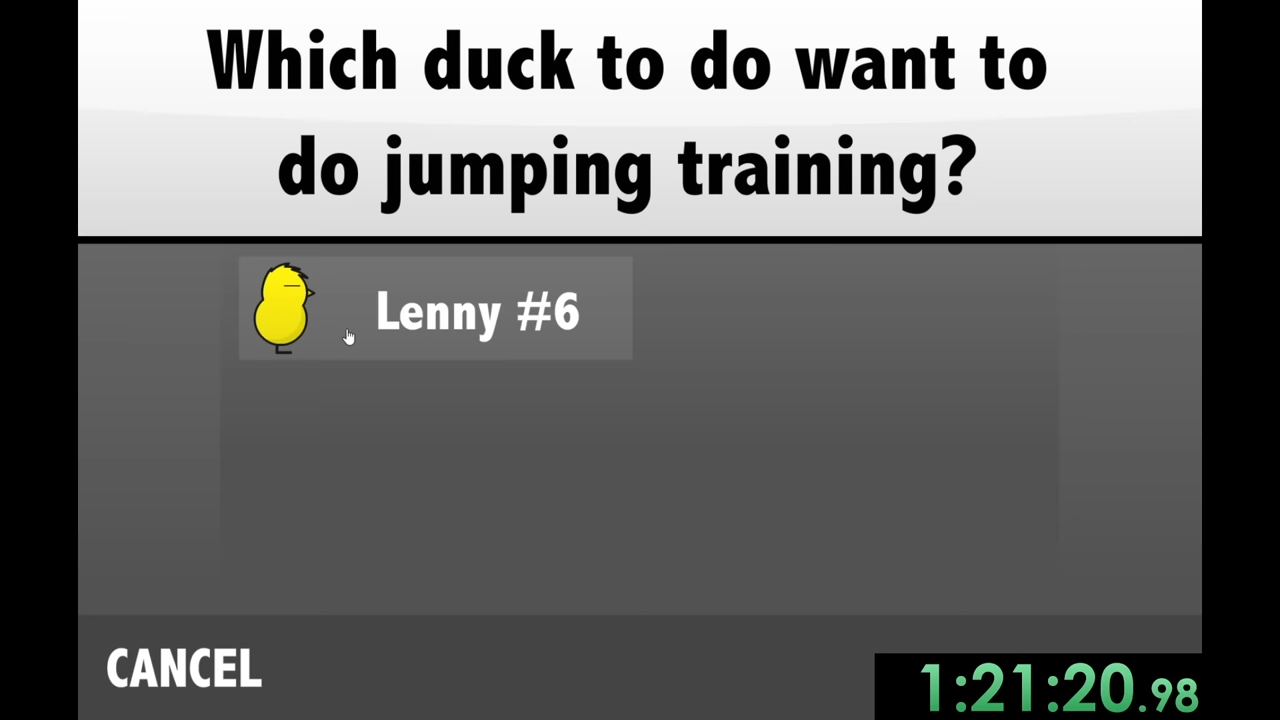 Which duck to do want to
do jumping training?
Lenny #6
CANCEL
1:21:20.98